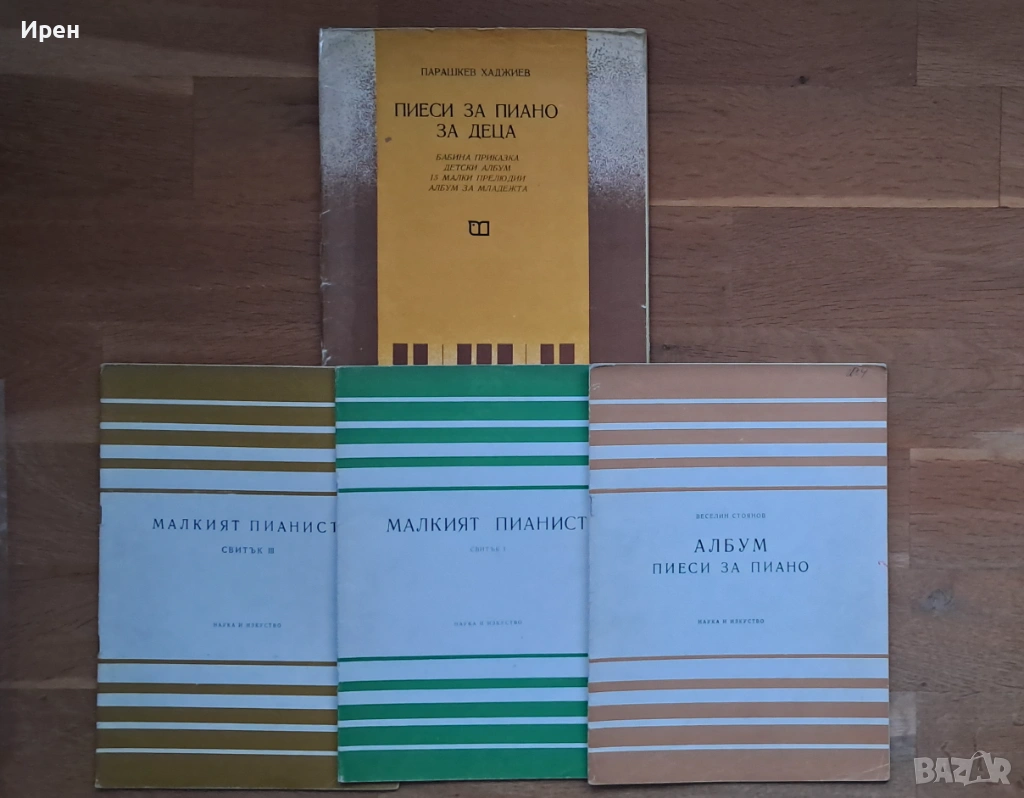 Ирен
ПАРАШКЕВ ХАДЖИЕВ
ПИЕСИ ЗА ПИАНО
ЗА ДЕЦА
БАБИНА ПРИКАЗКА
ДЕТСКИ АЛБУМ
15 МАЛКИ ПРЕЛЮДИИ
АЛБУМ ЗА МЛАДЕЖТА
МАЛКИЯТ ПИАНИСТ
СВИТЪК III
НАУКА И ИЗКУСТВО
МАЛКИЯТ ПИАНИСТ
СВИТЪК I
НАУКА И ИЗКУСТВО
ВЕСЕЛИН СТОЯНОВ
АЛБУМ
ПИЕСИ ЗА ПИАНО
НАУКА И ИЗКУСТВО
BAZAR